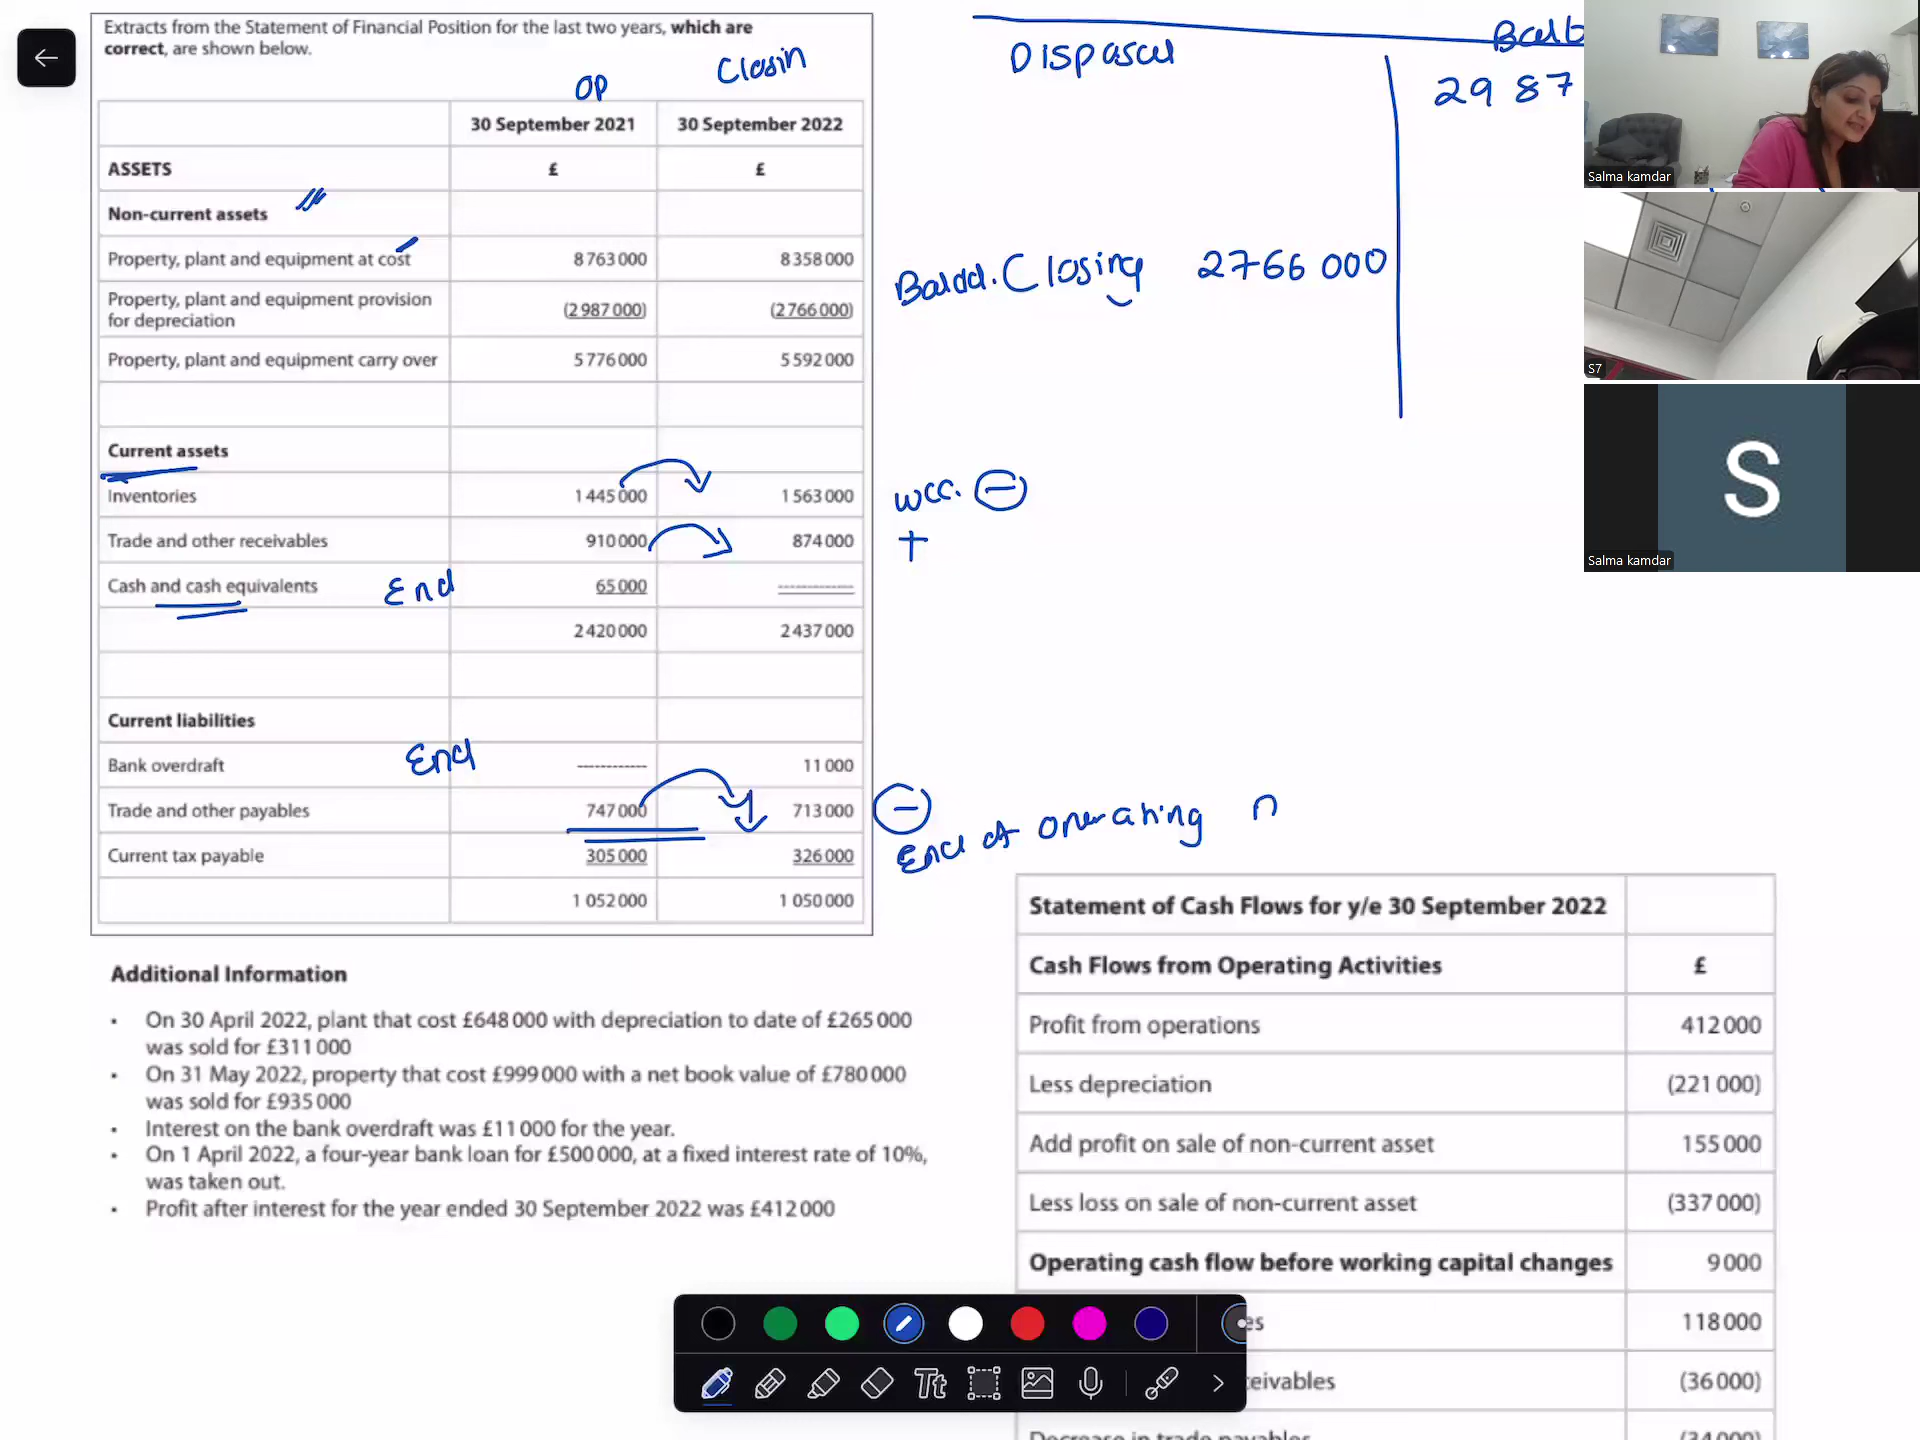 Extracts from the Statement of Financial Position for the last two years, which are
correct, are shown below.
OP
Closin
30 September 2021 30 September 2022
ASSETS £ £
Non-current assets
Property, plant and equipment at cost 8 763 000 8 358 000
Property, plant and equipment provision
for depreciation (2 987 000) (2 766 000)
Property, plant and equipment carry over 5 776 000 5 592 000
Current assets
Inventories 1 445 000 1 563 000
Trade and other receivables 910 000 874 000
Cash and cash equivalents End 65 000 ------------
2 420 000 2 437 000
Current liabilities
Bank overdraft End ------------ 11 000
Trade and other payables 747 000 713 000
Current tax payable 305 000 326 000
1 052 000 1 050 000
Disposal
2987
Closing 2766 000
wcc. −
+
−
End of operating
Additional Information
• On 30 April 2022, plant that cost £648 000 with depreciation to date of £265 000
was sold for £311 000
• On 31 May 2022, property that cost £999 000 with a net book value of £780 000
was sold for £935 000
• Interest on the bank overdraft was £11 000 for the year.
• On 1 April 2022, a four-year bank loan for £500 000, at a fixed interest rate of 10%,
was taken out.
• Profit after interest for the year ended 30 September 2022 was £412 000
Statement of Cash Flows for y/e 30 September 2022
Cash Flows from Operating Activities £
Profit from operations 412 000
Less depreciation (221 000)
Add profit on sale of non-current asset 155 000
Less loss on sale of non-current asset (337 000)
Operating cash flow before working capital changes 9 000
es 118 000
ceivables (36 000)
Decrease in trade payables (34 000)
Tt
Salma kamdar
S7
S
Salma kamdar